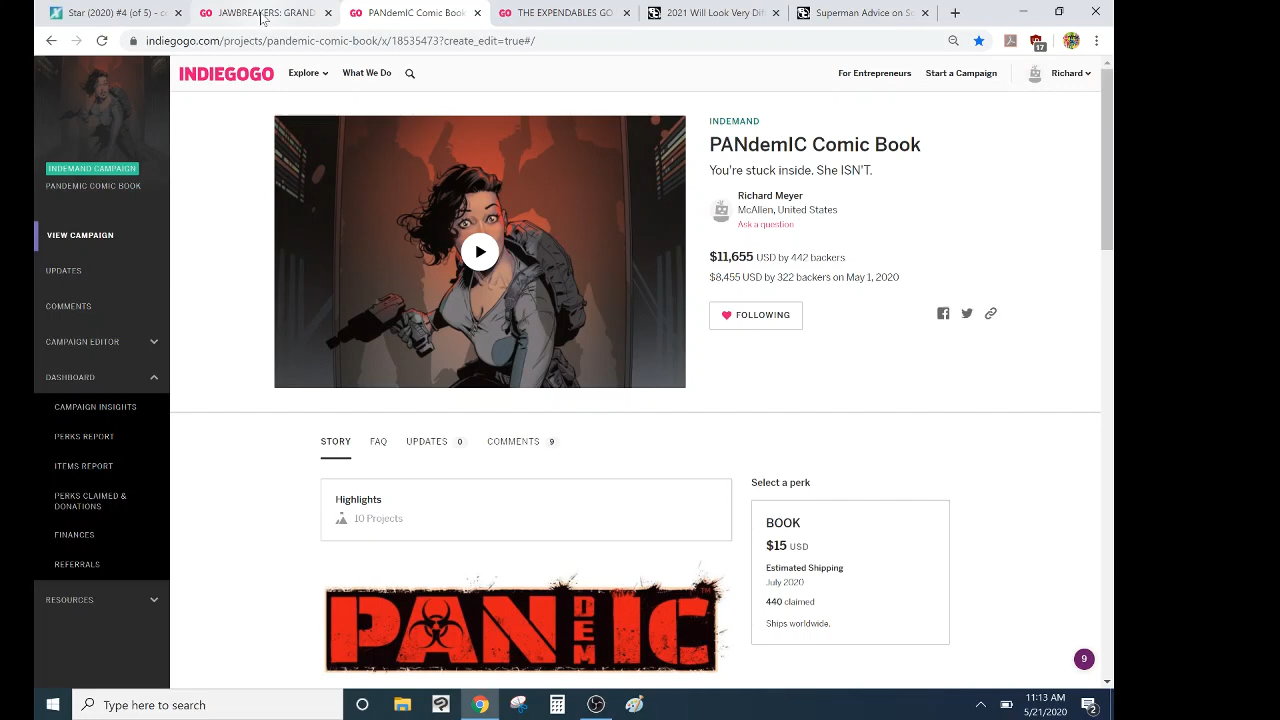 Star (2020) #4 (of 5) - c
JAWBREAKERS: GRAND
PANdemIC Comic Book
THE EXPENDABLES GO
2021 Will Look Very Di
Superman Advice on So
indiegogo.com/projects/pandemic-comic-book/x/18535473?create_edit=true#/
17
INDIEGOGO
Explore
What We Do
For Entrepreneurs
Start a Campaign
Richard
INDEMAND CAMPAIGN
PANDEMIC COMIC BOOK
VIEW CAMPAIGN
UPDATES
COMMENTS
CAMPAIGN EDITOR
DASHBOARD
CAMPAIGN INSIGHTS
PERKS REPORT
ITEMS REPORT
PERKS CLAIMED &
DONATIONS
FINANCES
REFERRALS
RESOURCES
INDEMAND
PANdemIC Comic Book
You're stuck inside. She ISN'T.
Richard Meyer
McAllen, United States
Ask a question
$11,655 USD by 442 backers
$8,455 USD by 322 backers on May 1, 2020
FOLLOWING
STORY
FAQ
UPDATES 0
COMMENTS 9
Highlights
10 Projects
PANDEMIC™
Select a perk
BOOK
$15 USD
Estimated Shipping
July 2020
440 claimed
Ships worldwide.
9
Type here to search
11:13 AM
5/21/2020
2